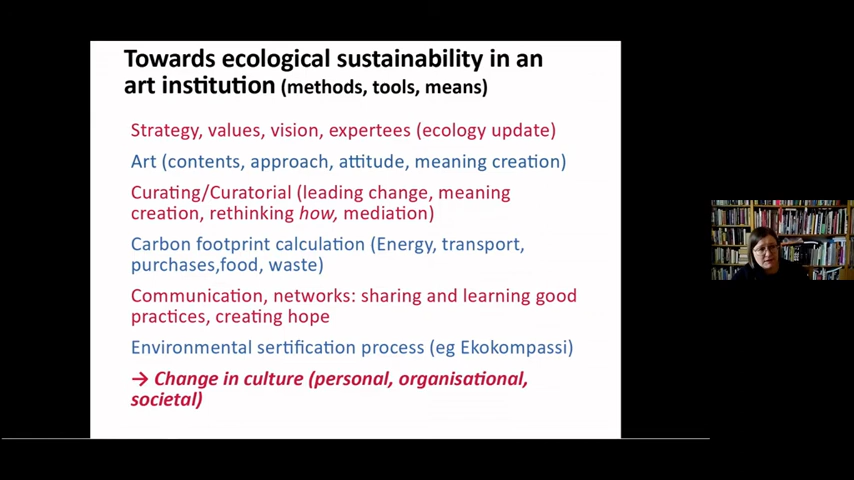 Towards ecological sustainability in an
art institution (methods, tools, means)
Strategy, values, vision, expertees (ecology update)
Art (contents, approach, attitude, meaning creation)
Curating/Curatorial (leading change, meaning
creation, rethinking how, mediation)
Carbon footprint calculation (Energy, transport,
purchases,food, waste)
Communication, networks: sharing and learning good
practices, creating hope
Environmental sertification process (eg Ekokompassi)
→ Change in culture (personal, organisational,
societal)